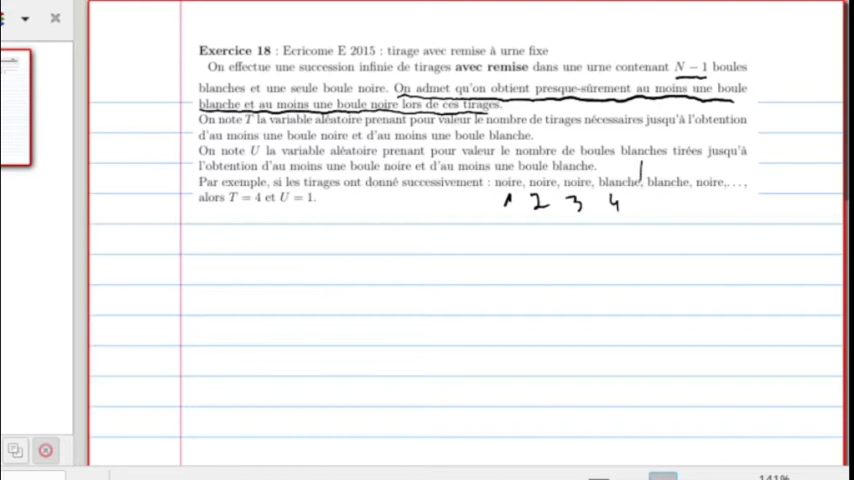 Exercice 18 : Ecricome E 2015 : tirage avec remise à urne fixe
On effectue une succession infinie de tirages avec remise dans une urne contenant N − 1 boules
blanches et une seule boule noire. On admet qu'on obtient presque-sûrement au moins une boule
blanche et au moins une boule noire lors de ces tirages.
On note T la variable aléatoire prenant pour valeur le nombre de tirages nécessaires jusqu'à l'obtention
d'au moins une boule noire et d'au moins une boule blanche.
On note U la variable aléatoire prenant pour valeur le nombre de boules blanches tirées jusqu'à
l'obtention d'au moins une boule noire et d'au moins une boule blanche.
Par exemple, si les tirages ont donné successivement : noire, noire, noire, blanche, blanche, noire,...,
alors T = 4 et U = 1.
1 2 3 4
141%